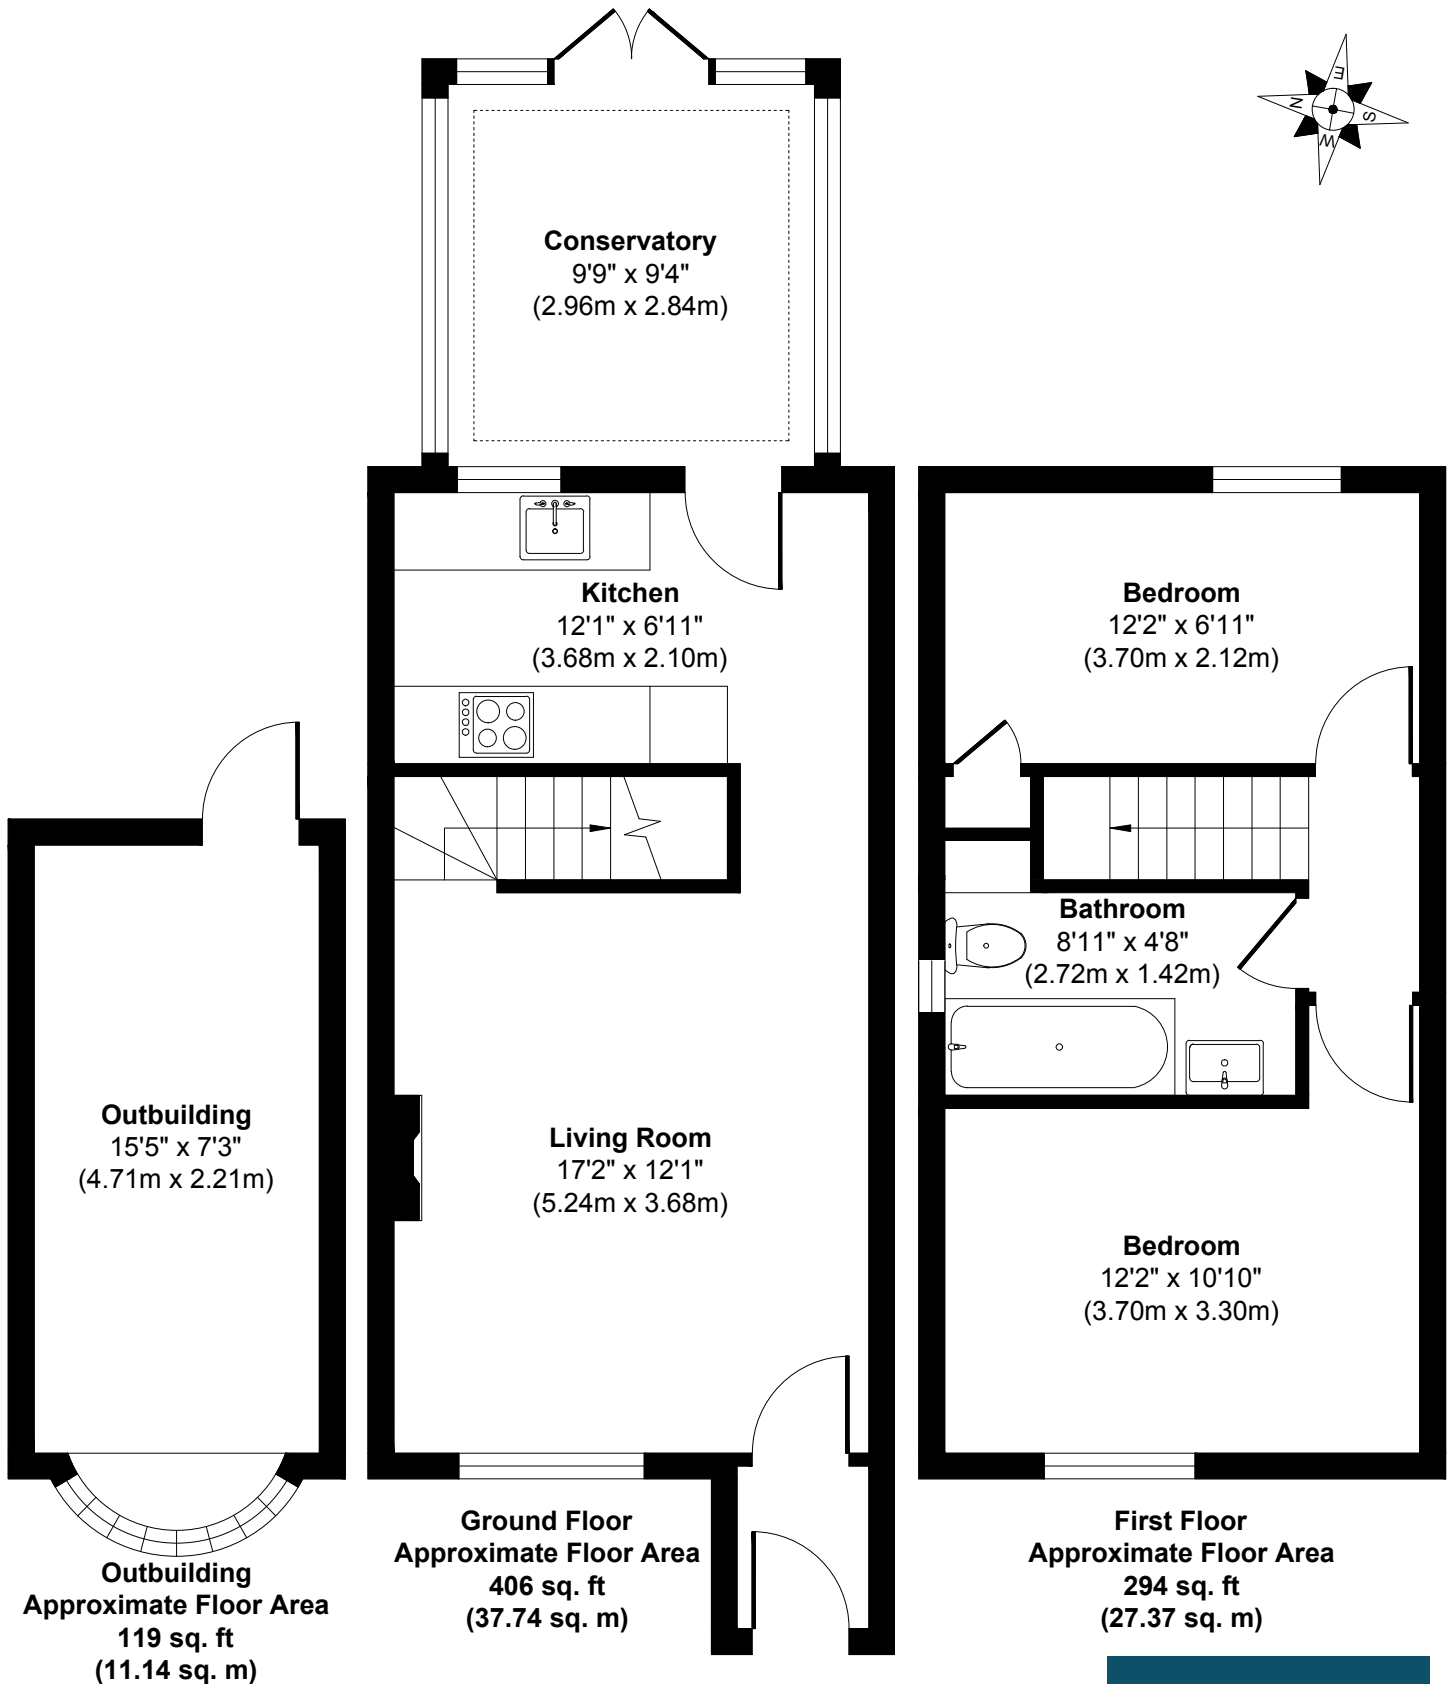 E
N
S
W
Conservatory
9'9" x 9'4"
(2.96m x 2.84m)
Kitchen
12'1" x 6'11"
(3.68m x 2.10m)
Bedroom
12'2" x 6'11"
(3.70m x 2.12m)
Bathroom
8'11" x 4'8"
(2.72m x 1.42m)
Outbuilding
15'5" x 7'3"
(4.71m x 2.21m)
Living Room
17'2" x 12'1"
(5.24m x 3.68m)
Bedroom
12'2" x 10'10"
(3.70m x 3.30m)
Outbuilding
Approximate Floor Area
119 sq. ft
(11.14 sq. m)
Ground Floor
Approximate Floor Area
406 sq. ft
(37.74 sq. m)
First Floor
Approximate Floor Area
294 sq. ft
(27.37 sq. m)